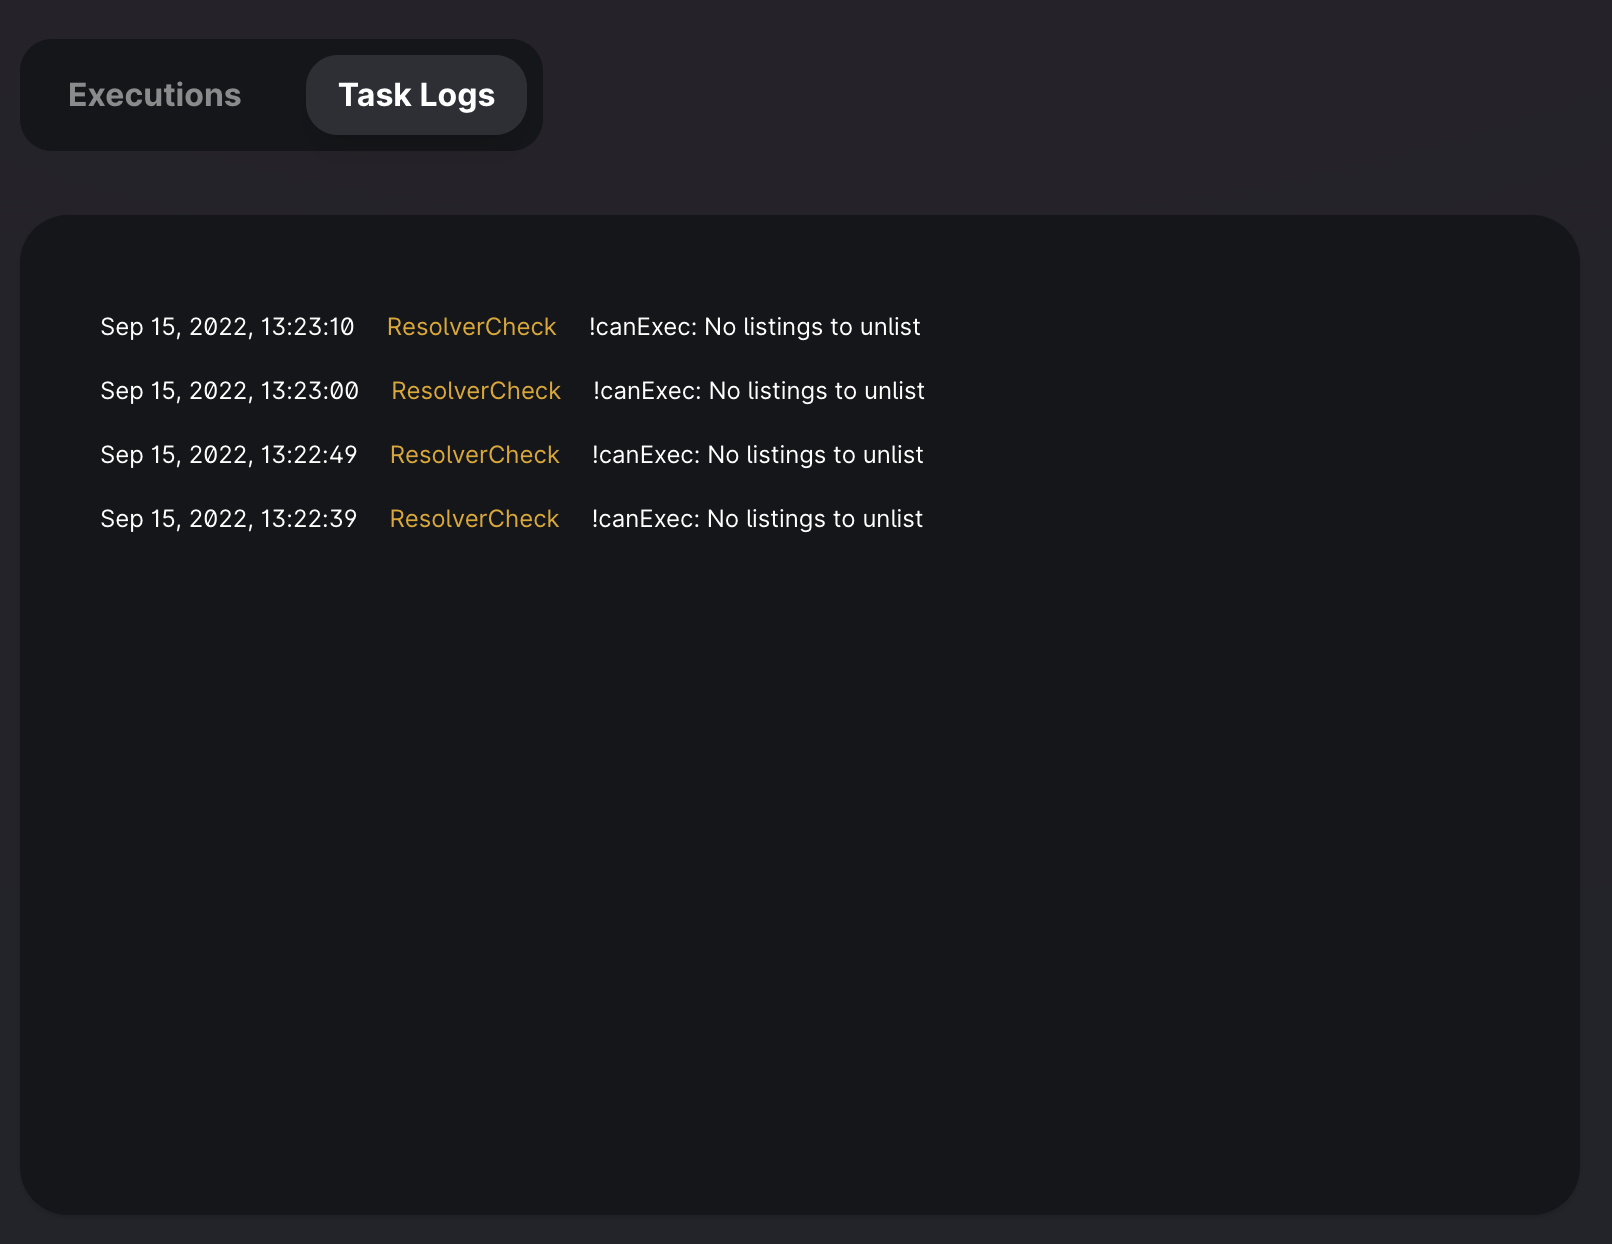 Executions Task Logs
Sep 15, 2022, 13:23:10 ResolverCheck !canExec: No listings to unlist
Sep 15, 2022, 13:23:00 ResolverCheck !canExec: No listings to unlist
Sep 15, 2022, 13:22:49 ResolverCheck !canExec: No listings to unlist
Sep 15, 2022, 13:22:39 ResolverCheck !canExec: No listings to unlist